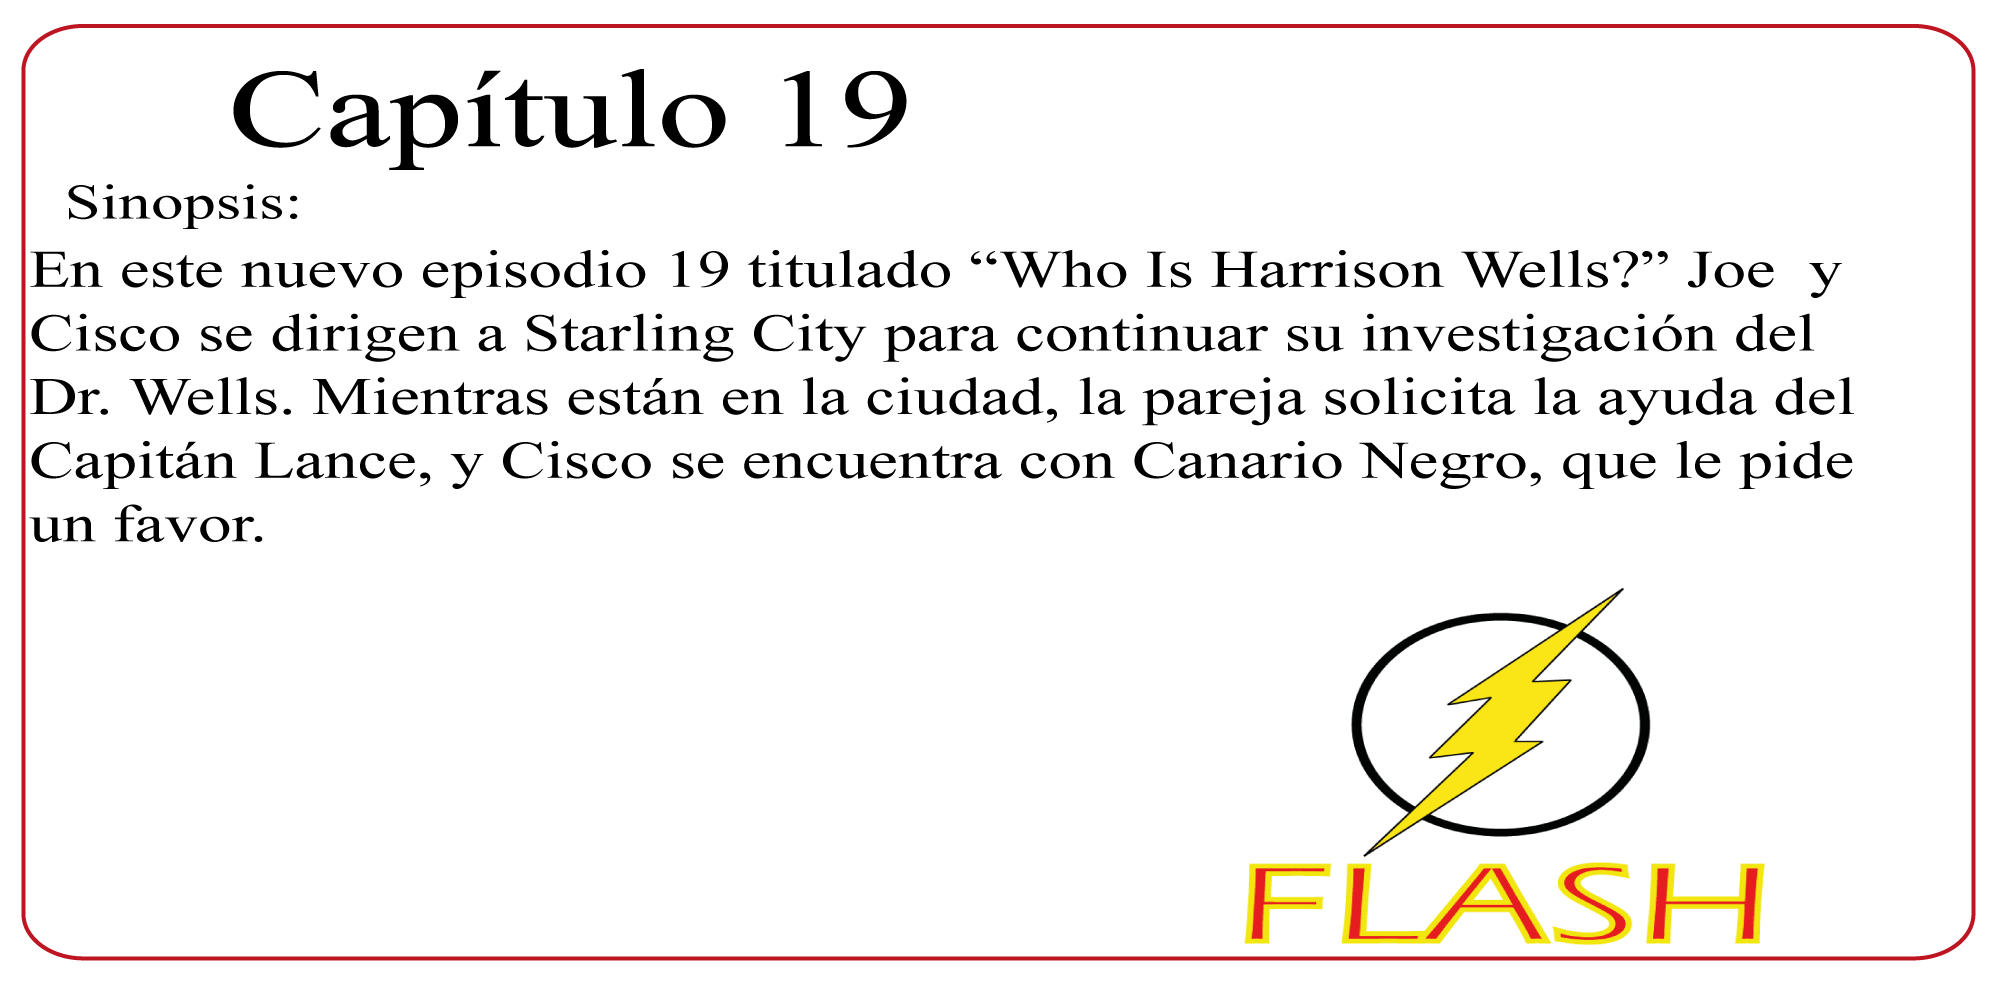 Capítulo 19
Sinopsis:
En este nuevo episodio 19 titulado “Who Is Harrison Wells?” Joe  y
Cisco se dirigen a Starling City para continuar su investigación del
Dr. Wells. Mientras están en la ciudad, la pareja solicita la ayuda del
Capitán Lance, y Cisco se encuentra con Canario Negro, que le pide
un favor.
FLASH